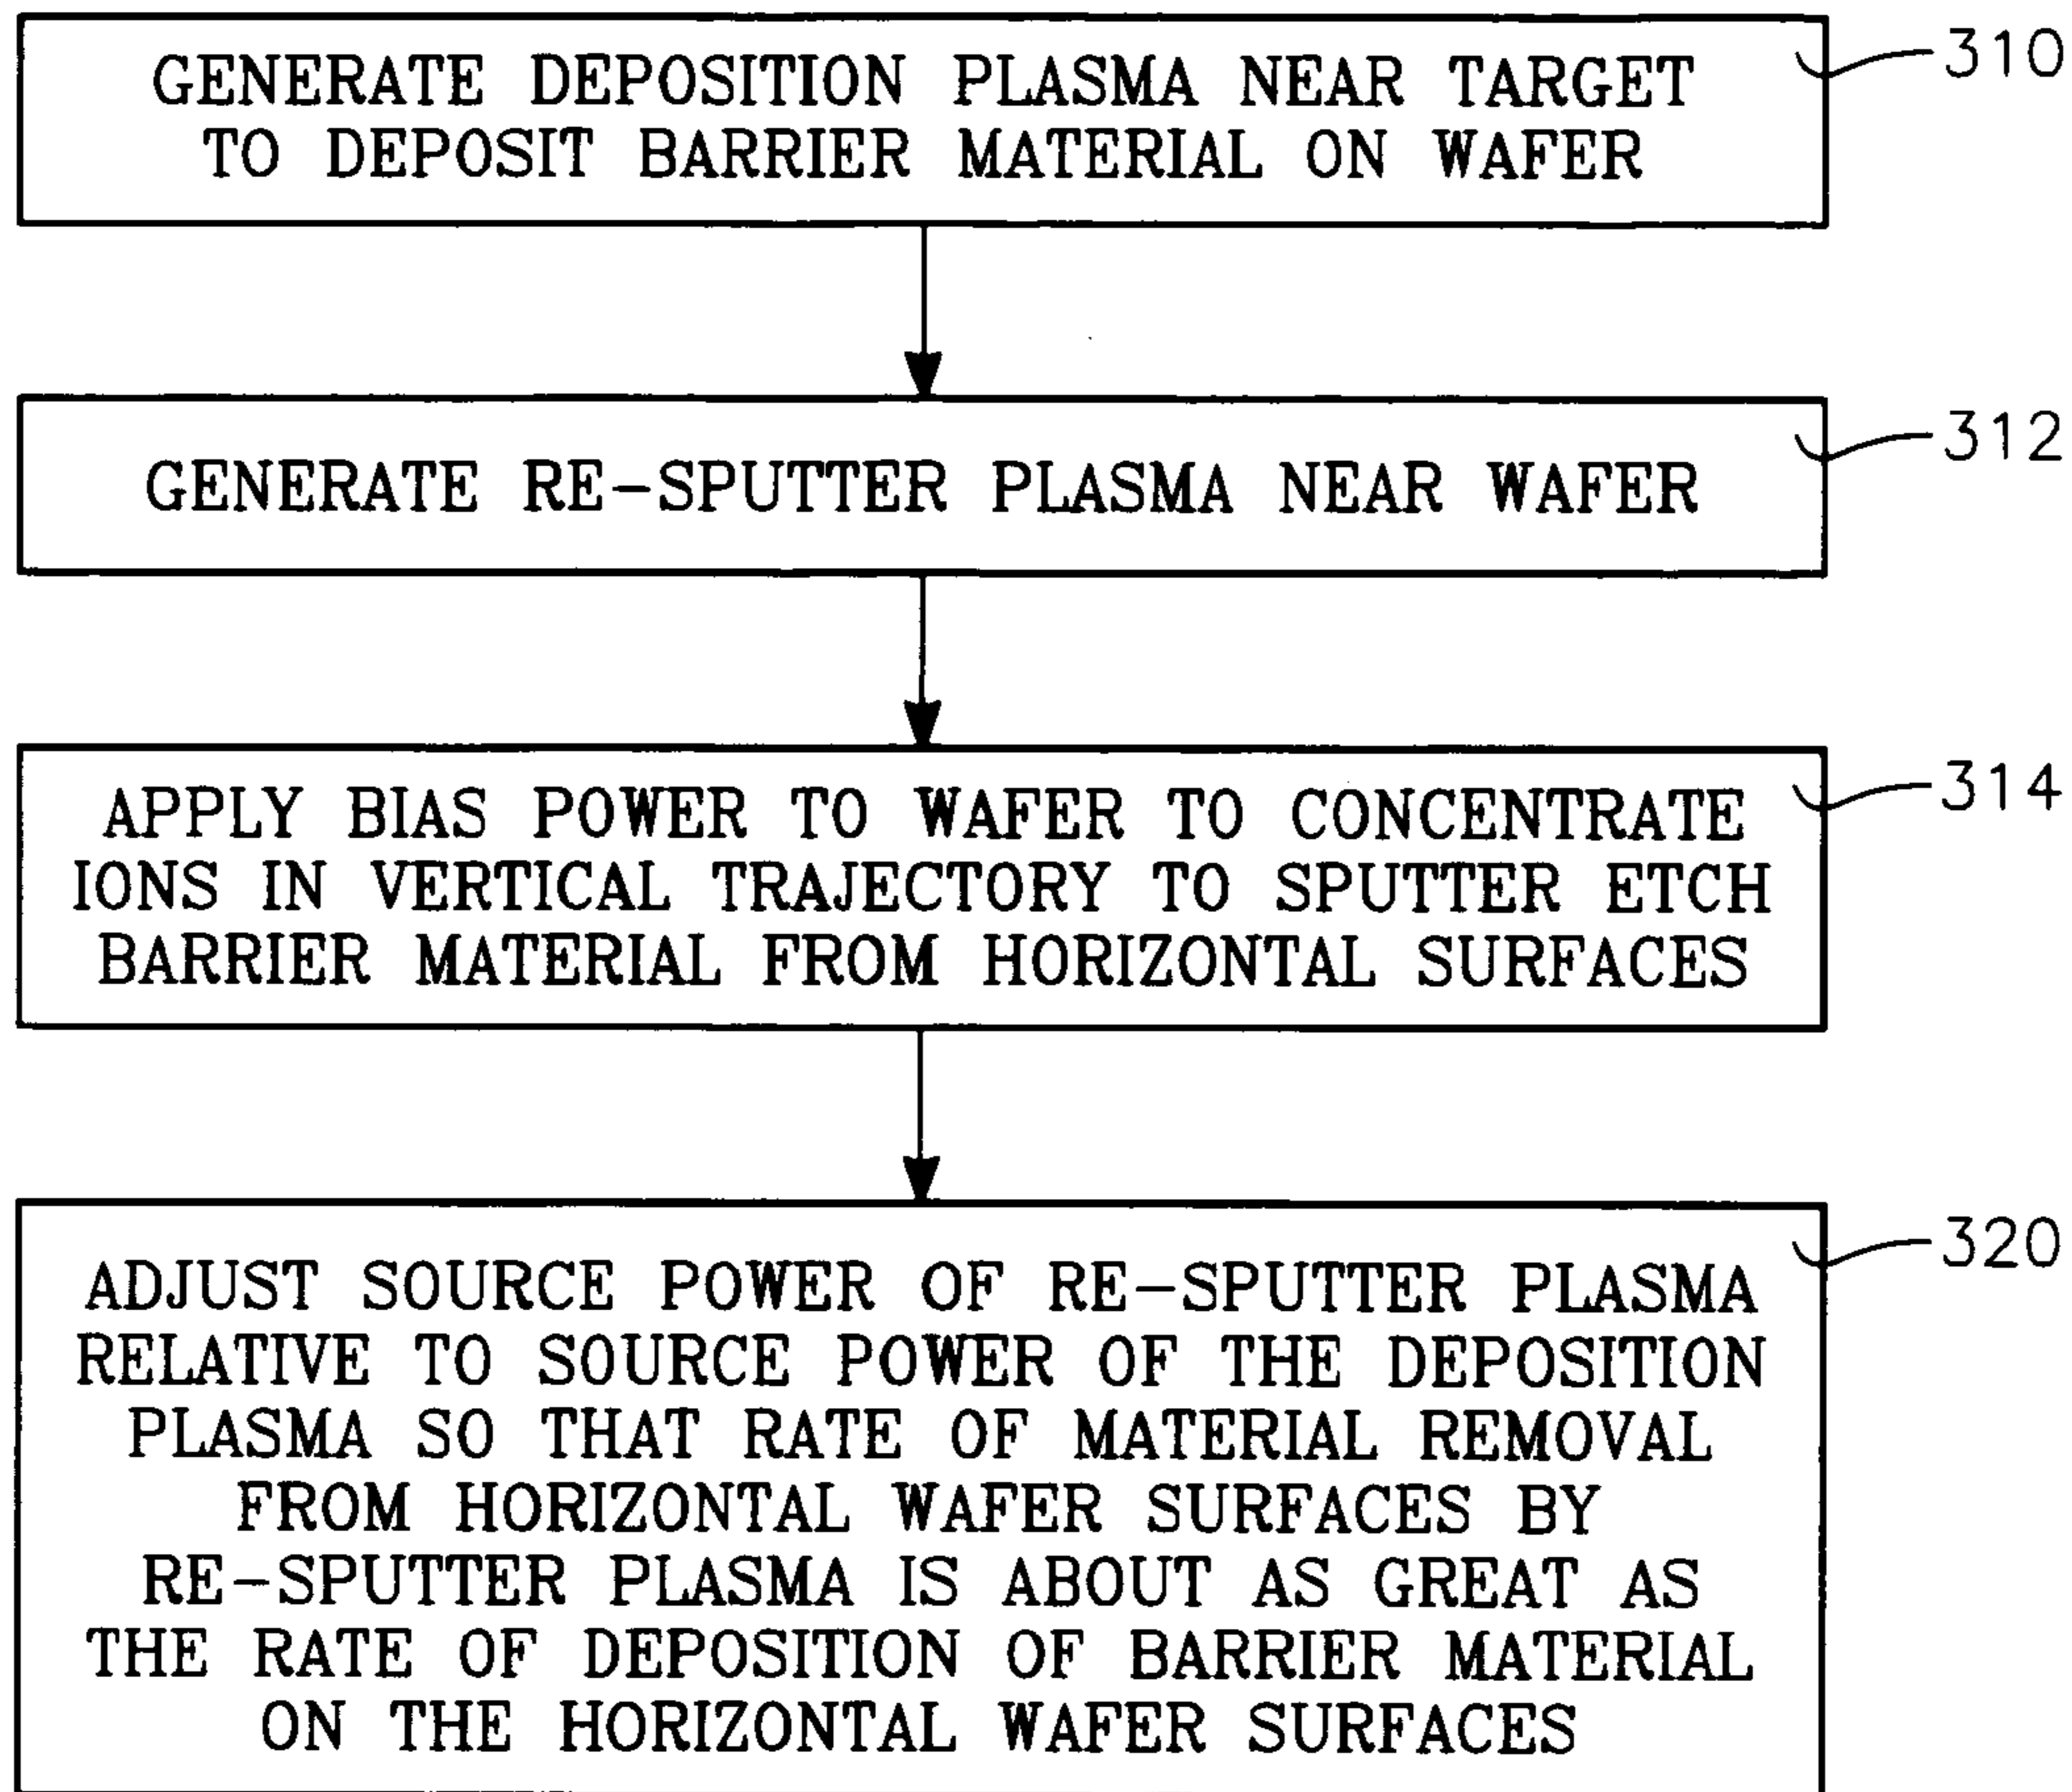 GENERATE DEPOSITION PLASMA NEAR TARGET
TO DEPOSIT BARRIER MATERIAL ON WAFER
310
GENERATE RE-SPUTTER PLASMA NEAR WAFER
312
APPLY BIAS POWER TO WAFER TO CONCENTRATE
IONS IN VERTICAL TRAJECTORY TO SPUTTER ETCH
BARRIER MATERIAL FROM HORIZONTAL SURFACES
314
ADJUST SOURCE POWER OF RE-SPUTTER PLASMA
RELATIVE TO SOURCE POWER OF THE DEPOSITION
PLASMA SO THAT RATE OF MATERIAL REMOVAL
FROM HORIZONTAL WAFER SURFACES BY
RE-SPUTTER PLASMA IS ABOUT AS GREAT AS
THE RATE OF DEPOSITION OF BARRIER MATERIAL
ON THE HORIZONTAL WAFER SURFACES
320